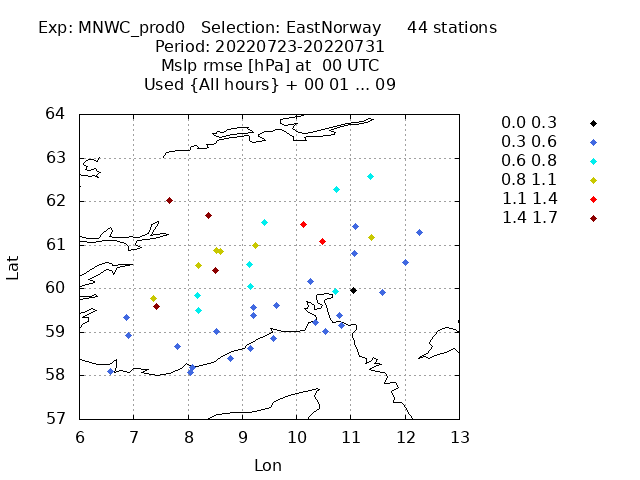 Exp: MNWC_prod0 Selection: EastNorway 44 stations
Period: 20220723-20220731
Mslp rmse [hPa] at 00 UTC
Used {All hours} + 00 01 ... 09
64
63
62
61
60
59
58
57
Lat
6 7 8 9 10 11 12 13
Lon
0.0 0.3
0.3 0.6
0.6 0.8
0.8 1.1
1.1 1.4
1.4 1.7